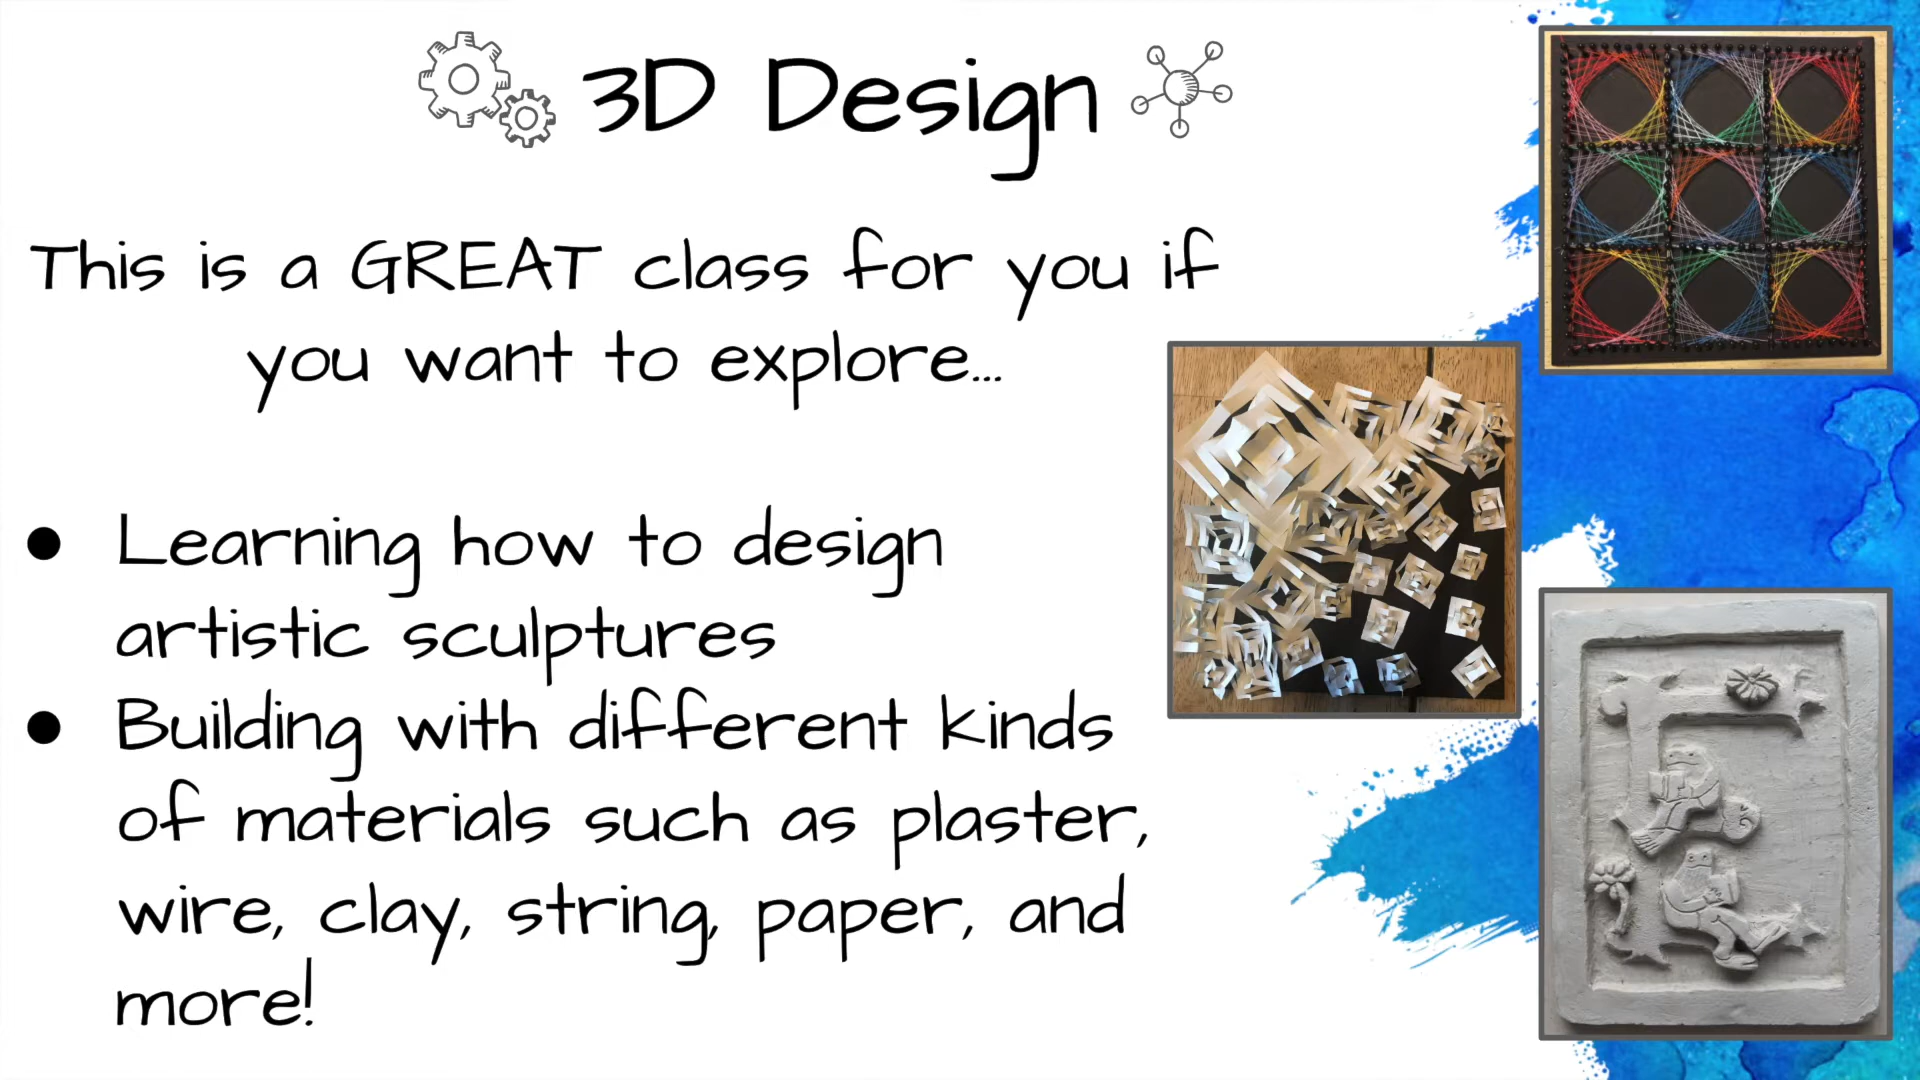 3D Design
This is a GREAT class for you if
you want to explore...
● Learning how to design
artistic sculptures
● Building with different kinds
of materials such as plaster,
wire, clay, string, paper, and
more!